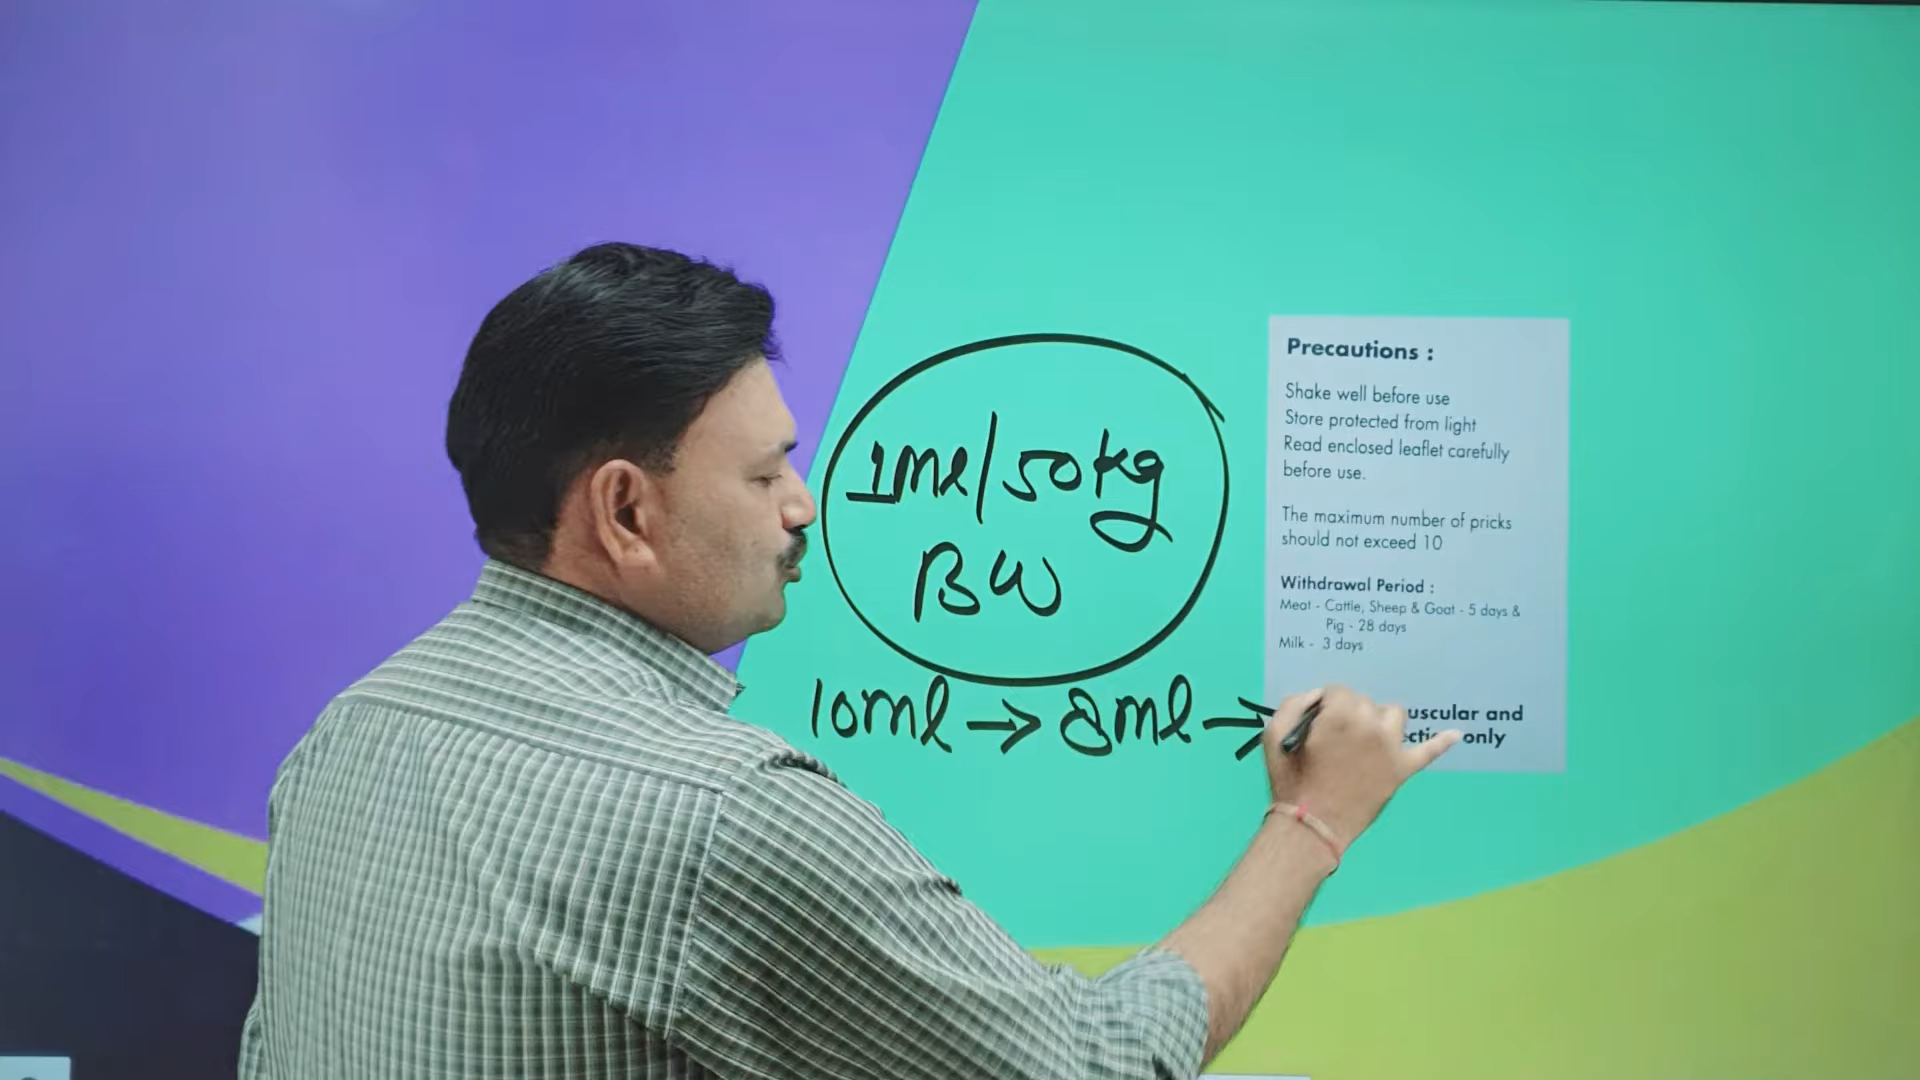 1ml/50kg
BW
10ml → 8ml →
Precautions :
Shake well before use
Store protected from light
Read enclosed leaflet carefully
before use.
The maximum number of pricks
should not exceed 10
Withdrawal Period :
Meat - Cattle, Sheep & Goat - 5 days &
Pig - 28 days
Milk - 3 days
and
only